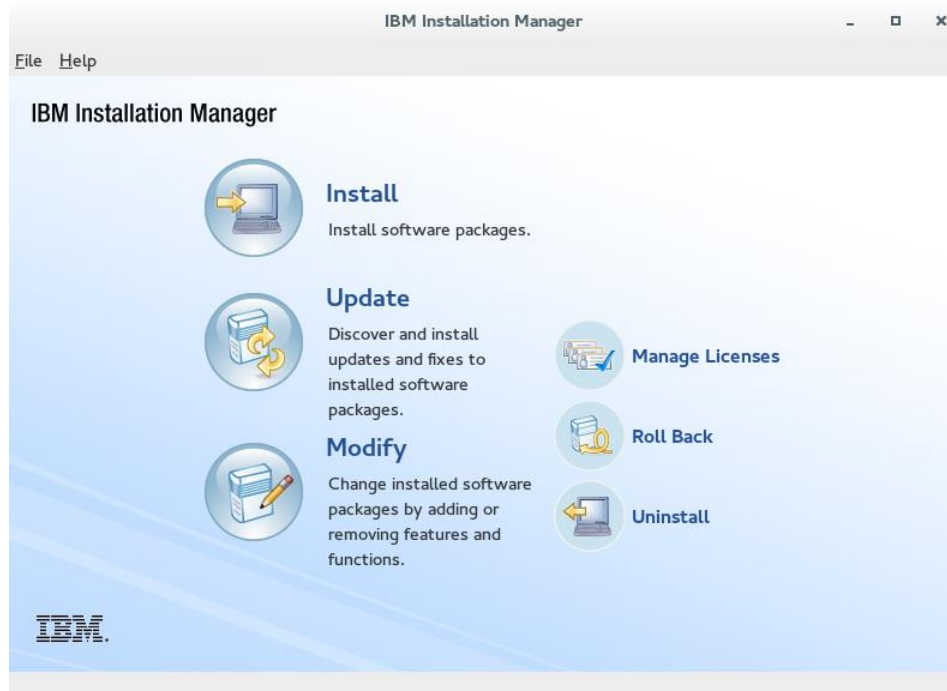 IBM Installation Manager
File Help
IBM Installation Manager
Install
Install software packages.
Update
Discover and install
updates and fixes to
installed software
packages.
Modify
Change installed software
packages by adding or
removing features and
functions.
Manage Licenses
Roll Back
Uninstall
IBM.